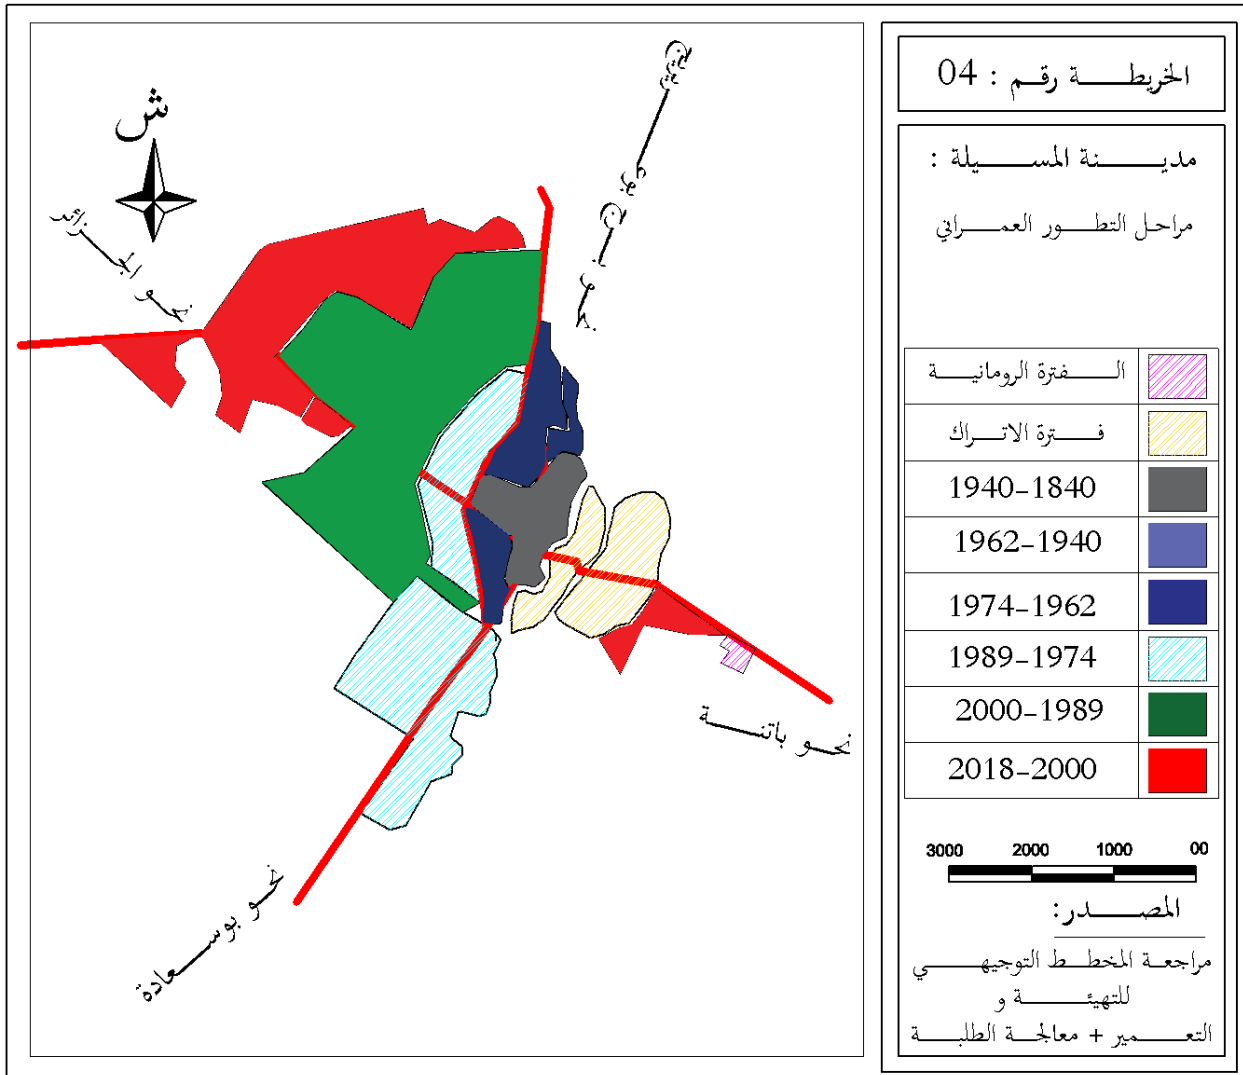 الخريطة رقم : 04
مدينة المسيلة :
مراحل التطور العمراني
الفترة الرومانية
فترة الاتراك
1940-1840
1962-1940
1974-1962
1989-1974
2000-1989
2018-2000
3000 2000 1000 00
المصدر:
مراجعة المخطط التوجيهي
للتهيئة و
التعمير + معالجة الطلبة
ش
نحو الجزائر
نحو برج بوعريريج
نحو باتنة
نحو بوسعادة